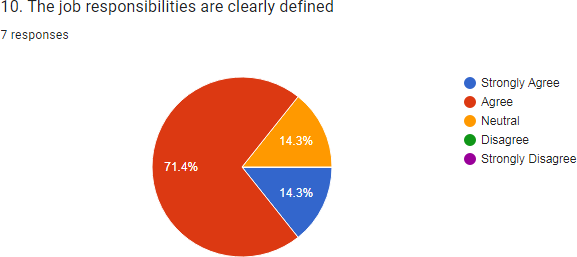 10. The job responsibilities are clearly defined
7 responses
Strongly Agree
Agree
Neutral
Disagree
Strongly Disagree
14.3%
71.4%
14.3%